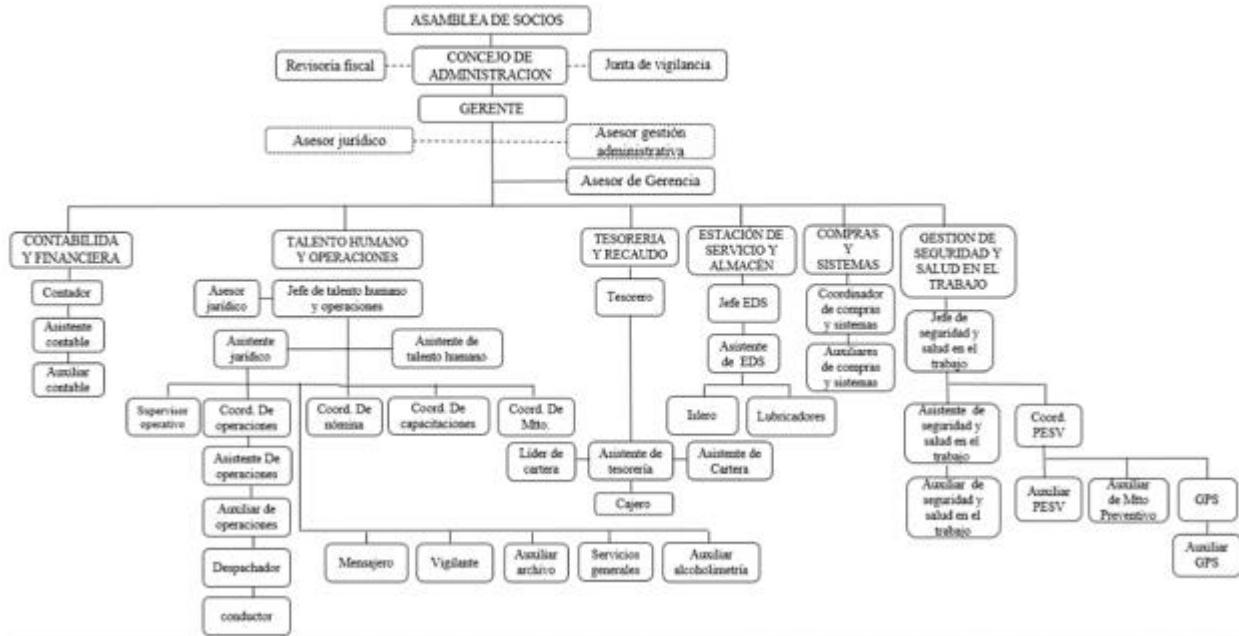 ASAMBLEA DE SOCIOS
Revisoría fiscal
CONCEJO DE
ADMINISTRACION
Junta de vigilancia
GERENTE
Asesor jurídico
Asesor gestión
administrativa
Asesor de Gerencia
CONTABILIDA
Y FINANCIERA
TALENTO HUMANO
Y OPERACIONES
TESORERIA
Y RECAUDO
ESTACIÓN DE
SERVICIO Y
ALMACÉN
COMPRAS
Y
SISTEMAS
GESTION DE
SEGURIDAD Y
SALUD EN EL
TRABAJO
Contador
Asistente
contable
Auxiliar
contable
Asesor
jurídico
Jefe de talento humano
y operaciones
Asistente
jurídico
Asistente de
talento humano
Supervisor
operativo
Coord. De
operaciones
Coord. De
nómina
Coord. De
capacitaciones
Coord. De
Mtto.
Asistente De
operaciones
Auxiliar de
operaciones
Despachador
conductor
Mensajero
Vigilante
Auxiliar
archivo
Servicios
generales
Auxiliar
alcoholimetría
Tesorero
Líder de
cartera
Asistente de
tesorería
Asistente de
Cartera
Cajero
Jefe EDS
Asistente
de EDS
Islero
Lubricadores
Coordinador
de compras
y sistemas
Auxiliares
de compras
y sistemas
Jefe de
seguridad y
salud en el
trabajo
Asistente de
seguridad y
salud en el
trabajo
Auxiliar de
seguridad y
salud en el
trabajo
Coord.
PESV
Auxiliar
PESV
Auxiliar
de Mtto
Preventivo
GPS
Auxiliar
GPS